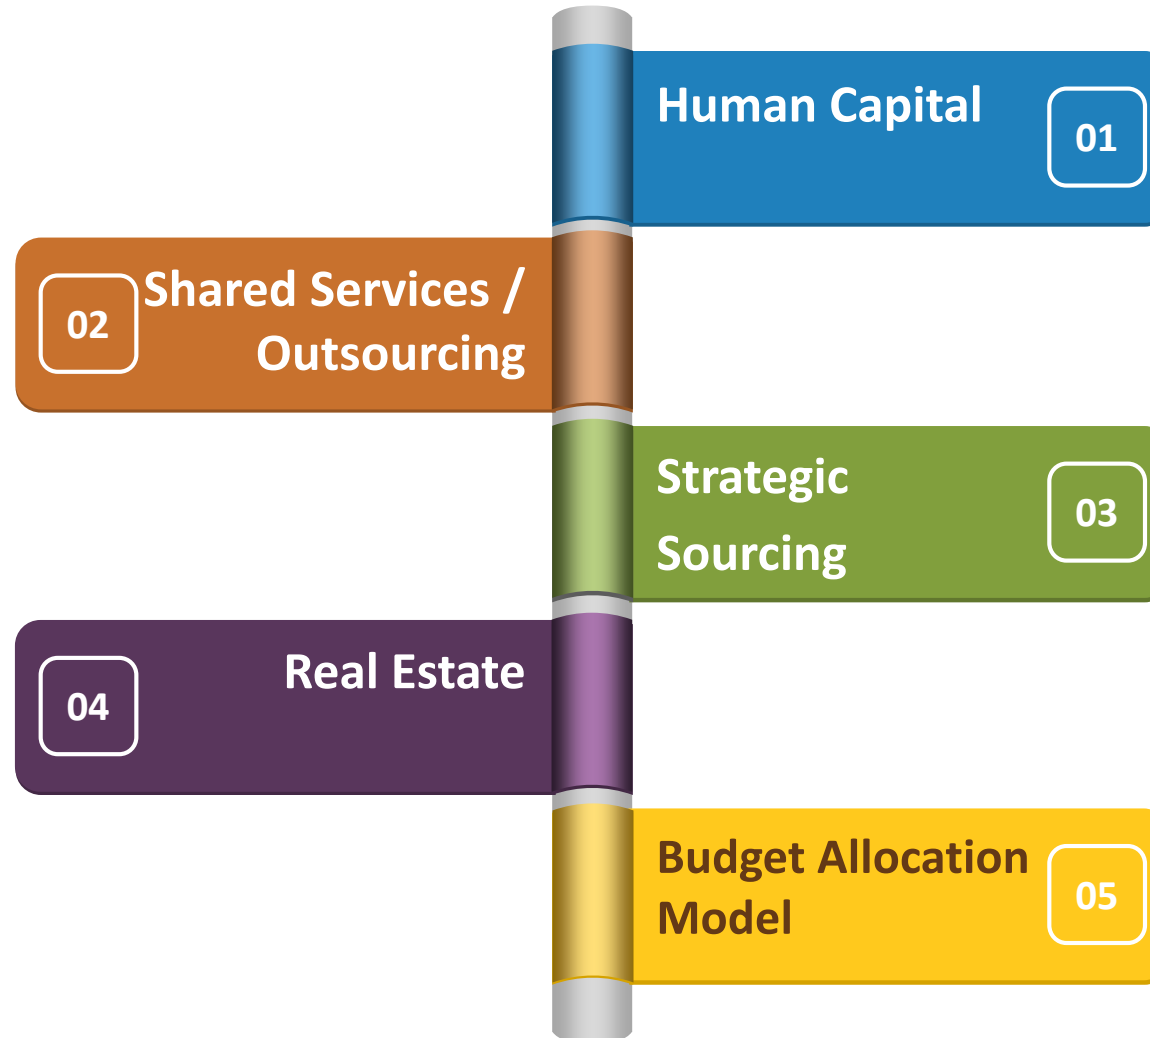 Human Capital
01
Shared Services /
Outsourcing
02
Strategic
Sourcing
03
Real Estate
04
Budget Allocation
Model
05